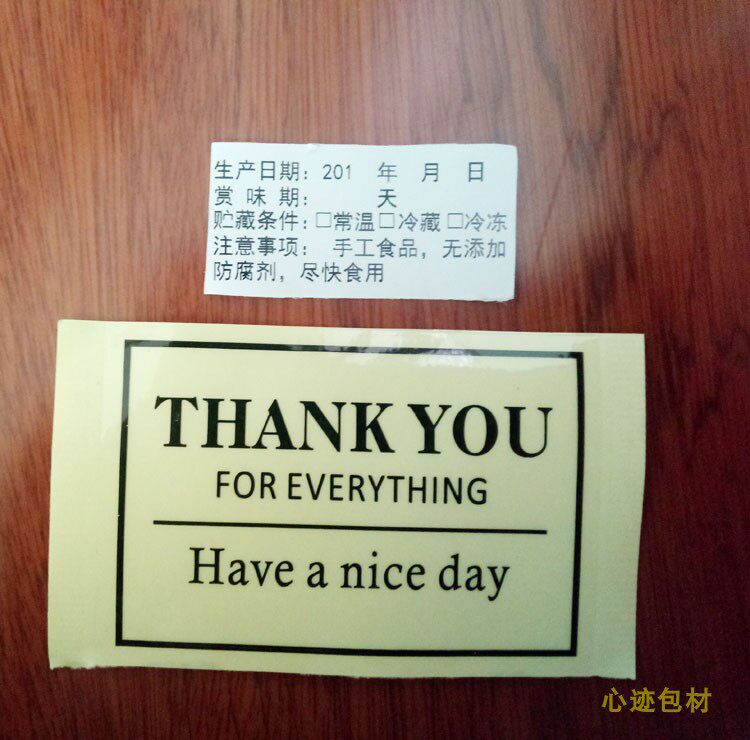 生产日期：201 年 月 日
赏 味 期： 天
贮藏条件：□常温□冷藏□冷冻
注意事项： 手工食品，无添加
防腐剂，尽快食用
THANK YOU
FOR EVERYTHING
Have a nice day
心迹包材